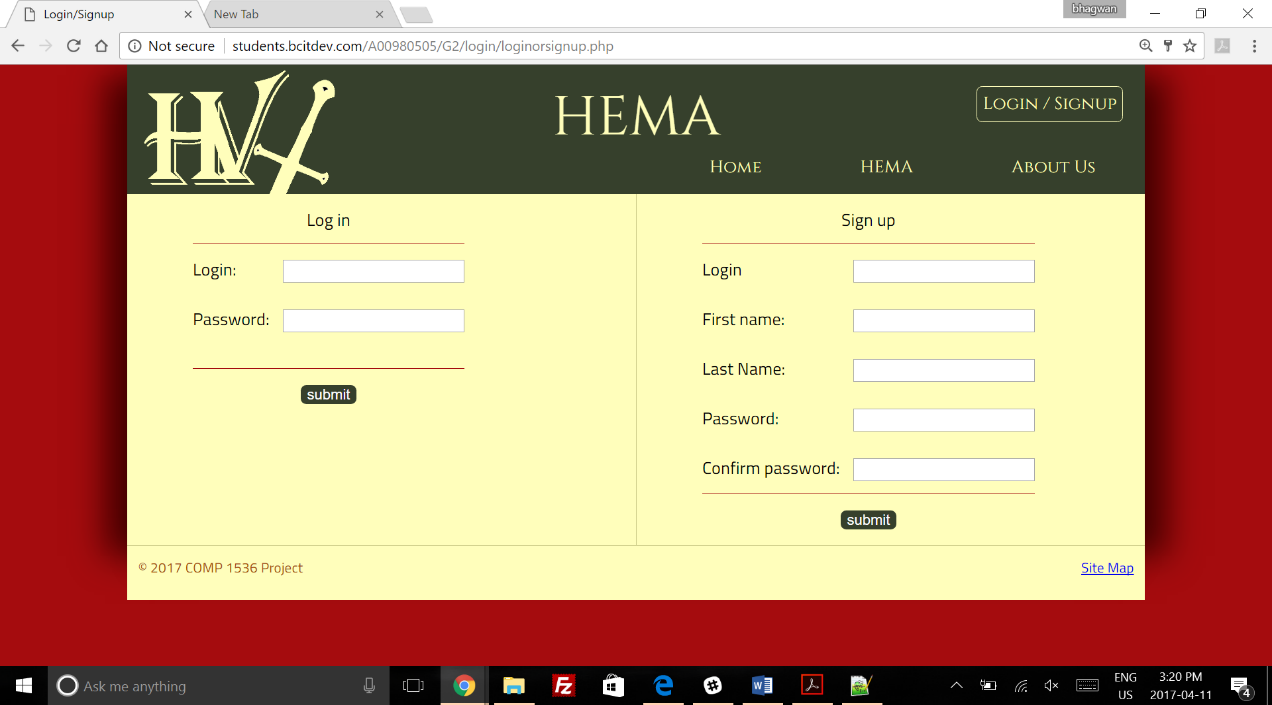 Login/Signup
New Tab
bhagwan
Not secure
students.bcitdev.com/A00980505/G2/login/loginorsignup.php
HV
HEMA
Login / Signup
Home
HEMA
About Us
Log in
Login:
Password:
submit
Sign up
Login
First name:
Last Name:
Password:
Confirm password:
submit
© 2017 COMP 1536 Project
Site Map
Ask me anything
Fz
W
ENG
US
3:20 PM
2017-04-11
4